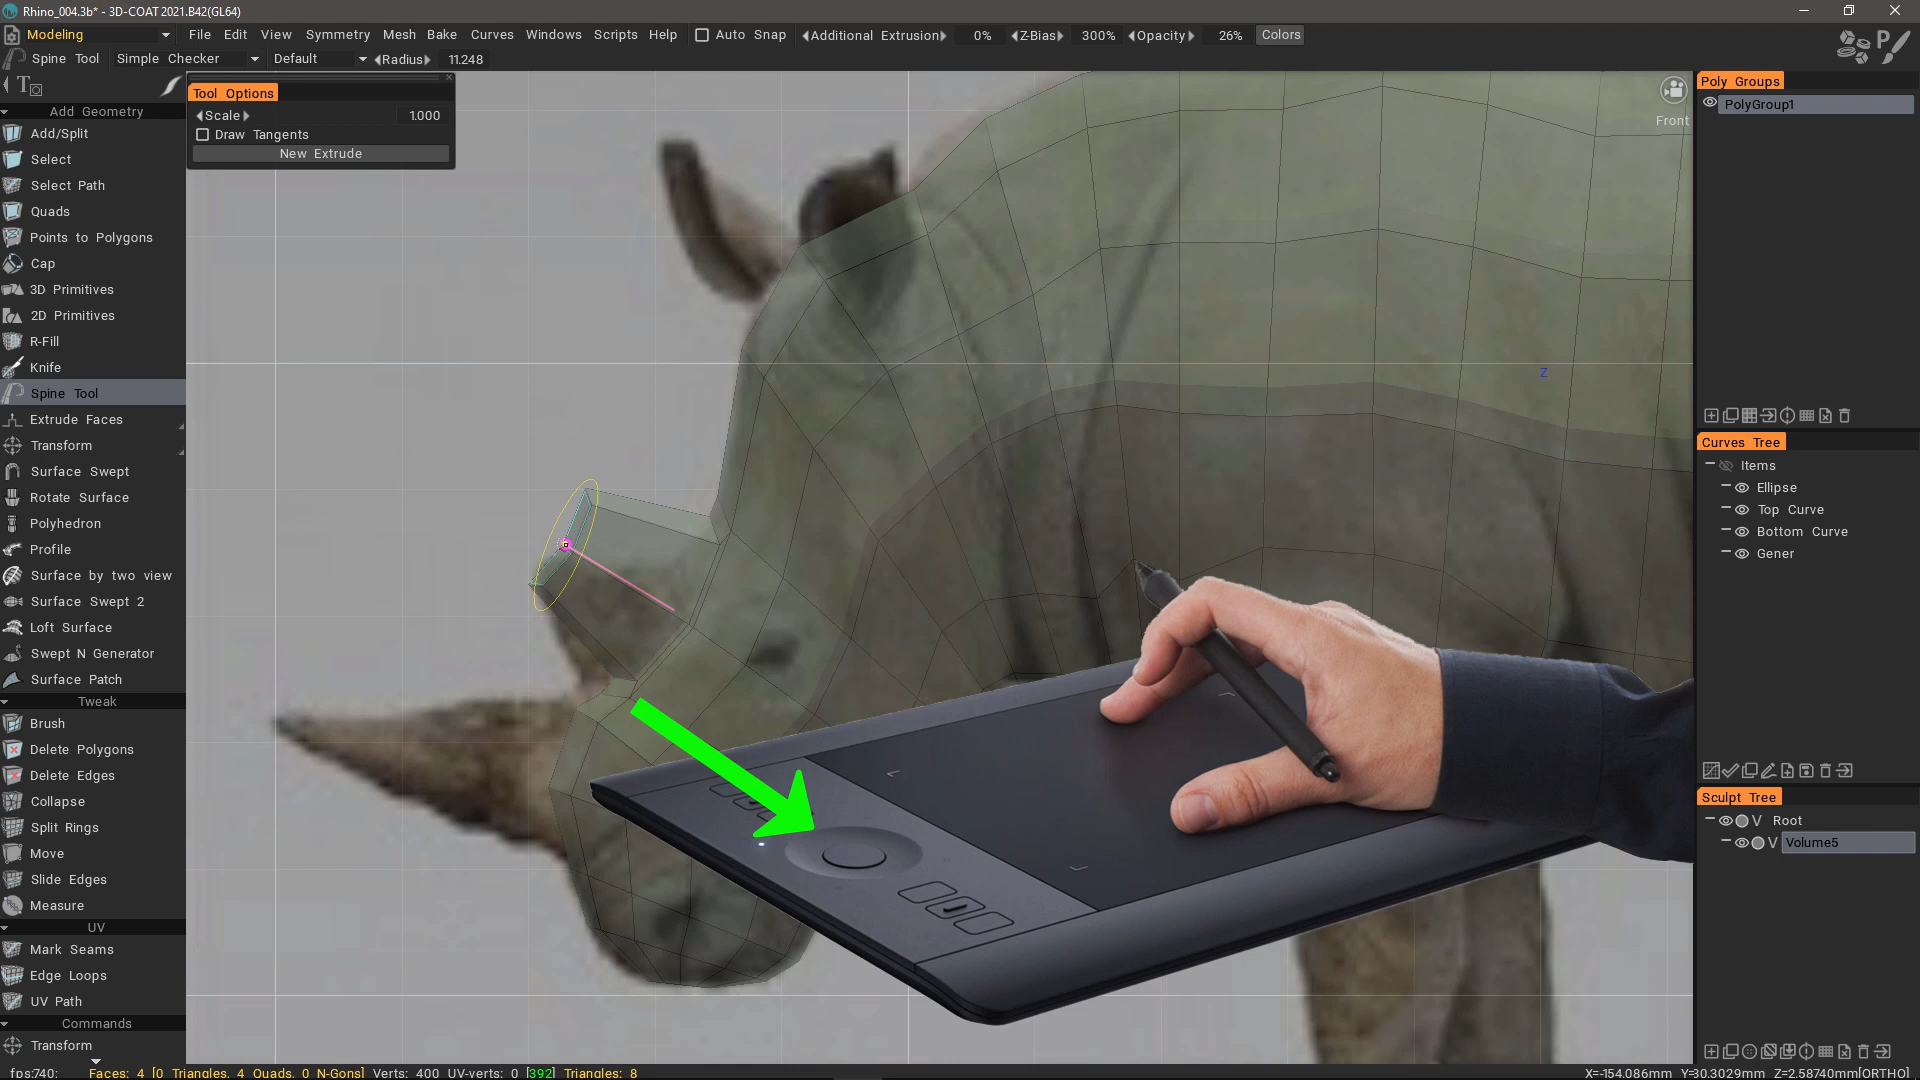 Rhino_004.3b* - 3D-COAT 2021.B42(GL64)
Modeling File Edit View Symmetry Mesh Bake Curves Windows Scripts Help Auto Snap Additional Extrusion 0% Z-Bias 300% Opacity 26% Colors
Spine Tool Simple Checker Default Radius 11.248
Add Geometry
Add/Split
Select
Select Path
Quads
Points to Polygons
Cap
3D Primitives
2D Primitives
R-Fill
Knife
Spine Tool
Extrude Faces
Transform
Surface Swept
Rotate Surface
Polyhedron
Profile
Surface by two view
Surface Swept 2
Loft Surface
Swept N Generator
Surface Patch
Tweak
Brush
Delete Polygons
Delete Edges
Collapse
Split Rings
Move
Slide Edges
Measure
UV
Mark Seams
Edge Loops
UV Path
Commands
Transform
Tool Options
Scale 1.000
Draw Tangents
New Extrude
Front
Z
Poly Groups
PolyGroup1
Curves Tree
Items
Ellipse
Top Curve
Bottom Curve
Gener
Sculpt Tree
V Root
V Volume5
fps:740; Faces: 4 [0 Triangles, 4 Quads, 0 N-Gons] Verts: 400 UV-verts: 0 [392] Triangles: 8
X=-154.086mm Y=30.3029mm Z=2.58740mm[ORTHO]